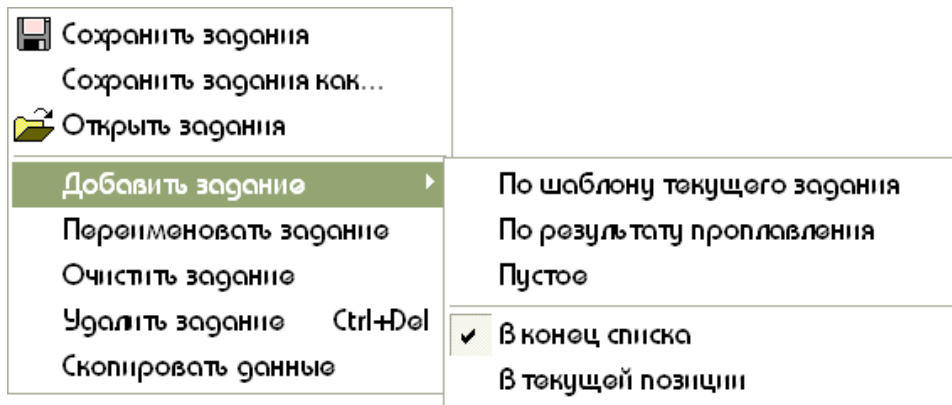 Сохранить задания
Сохранить задания как...
Открыть задания
Добавить задание
Переименовать задание
Очистить задание
Удалить задание Ctrl+Del
Скопировать данные
По шаблону текущего задания
По результату проплавления
Пустое
В конец списка
В текущей позиции